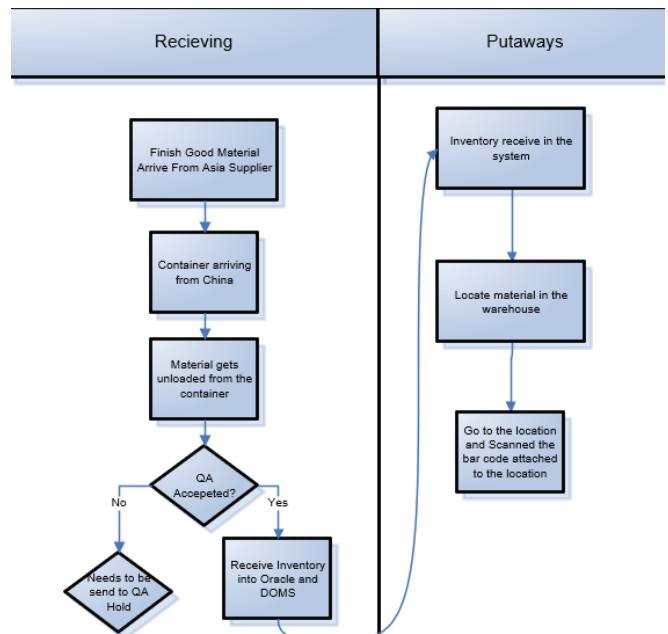 Recieving
Putaways
Finish Good Material
Arrive From Asia Supplier
Container arriving
from China
Material gets
unloaded from the
container
QA
Accepeted?
No
Yes
Needs to be
send to QA
Hold
Receive Inventory
into Oracle and
DOMS
Inventory receive in the
system
Locate material in the
warehouse
Go to the location
and Scanned the
bar code attached
to the location